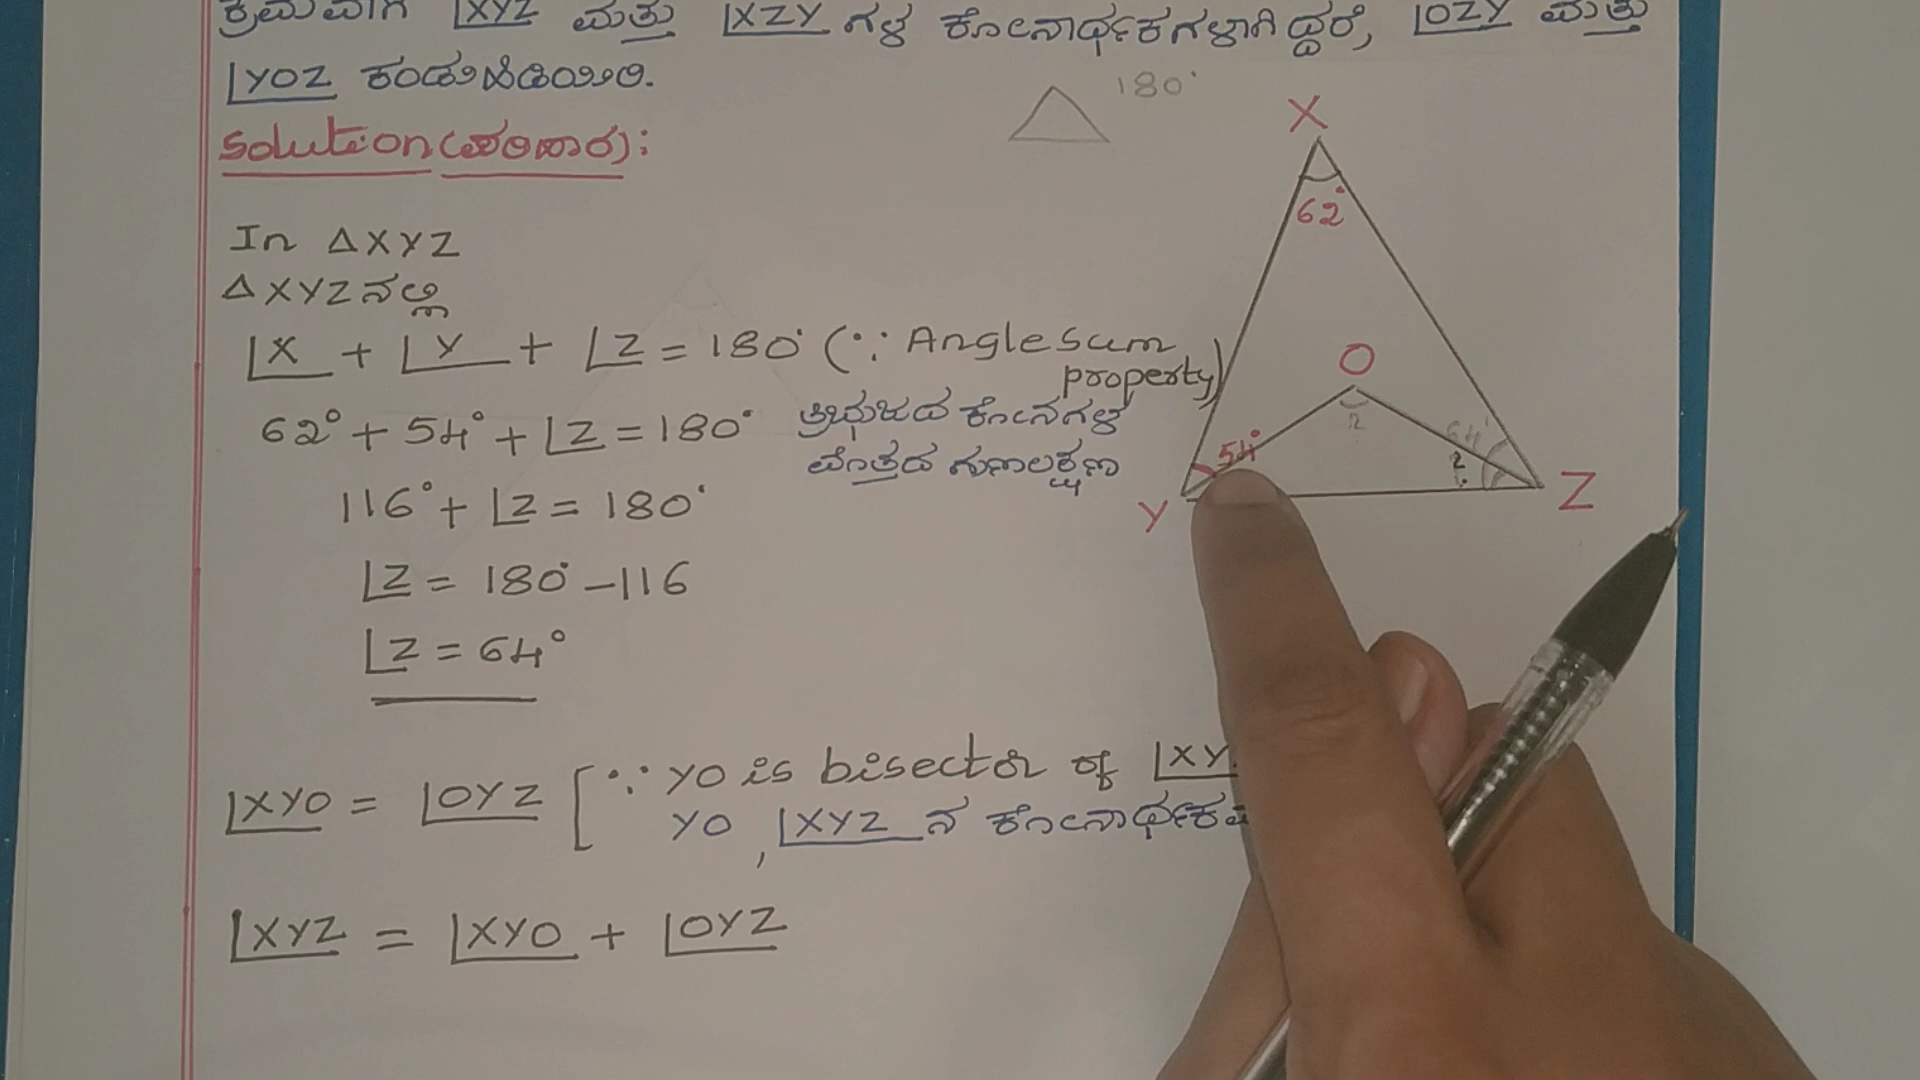 ಕ್ರಮವಾಗಿ ∠XYZ ಮತ್ತು ∠XZY ಗಳ ಕೋನಾರ್ಧಕಗಳಾಗಿದ್ದರೆ, ∠OZY ಮತ್ತು
∠YOZ ಕಂಡುಹಿಡಿಯಿರಿ.
180°
Solution (ಪರಿಹಾರ):
In ΔXYZ
ΔXYZ ನಲ್ಲಿ
∠X + ∠Y + ∠Z = 180° (∵ Angle Sum
property)
62° + 54° + ∠Z = 180°
ತ್ರಿಭುಜದ ಕೋನಗಳ
ಮೊತ್ತದ ಗುಣಲಕ್ಷಣ
116° + ∠Z = 180°
∠Z = 180° - 116
∠Z = 64°
∠XYO = ∠OYZ [∵ YO is bisector of ∠XY
YO, ∠XYZ ನ
∠XYZ = ∠XYO + ∠OYZ
X
62°
O
?
54°
64°
?
Y
Z